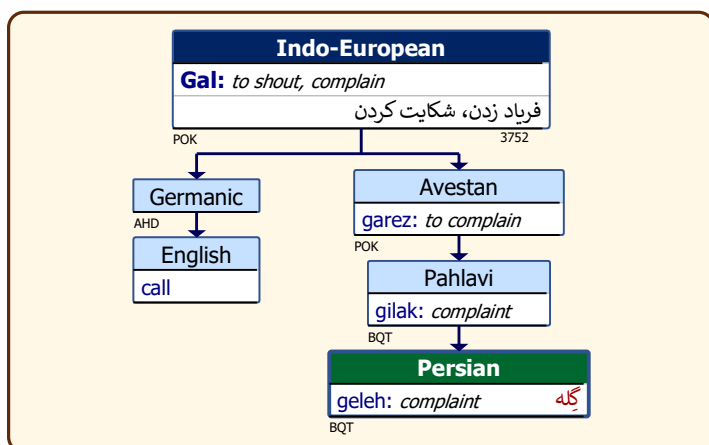 Indo-European
Gal: to shout, complain
فریاد زدن، شکایت کردن
POK 3752
Germanic
AHD
English
call
Avestan
garez: to complain
POK
Pahlavi
gilak: complaint
BQT
Persian
geleh: complaint گِله
BQT